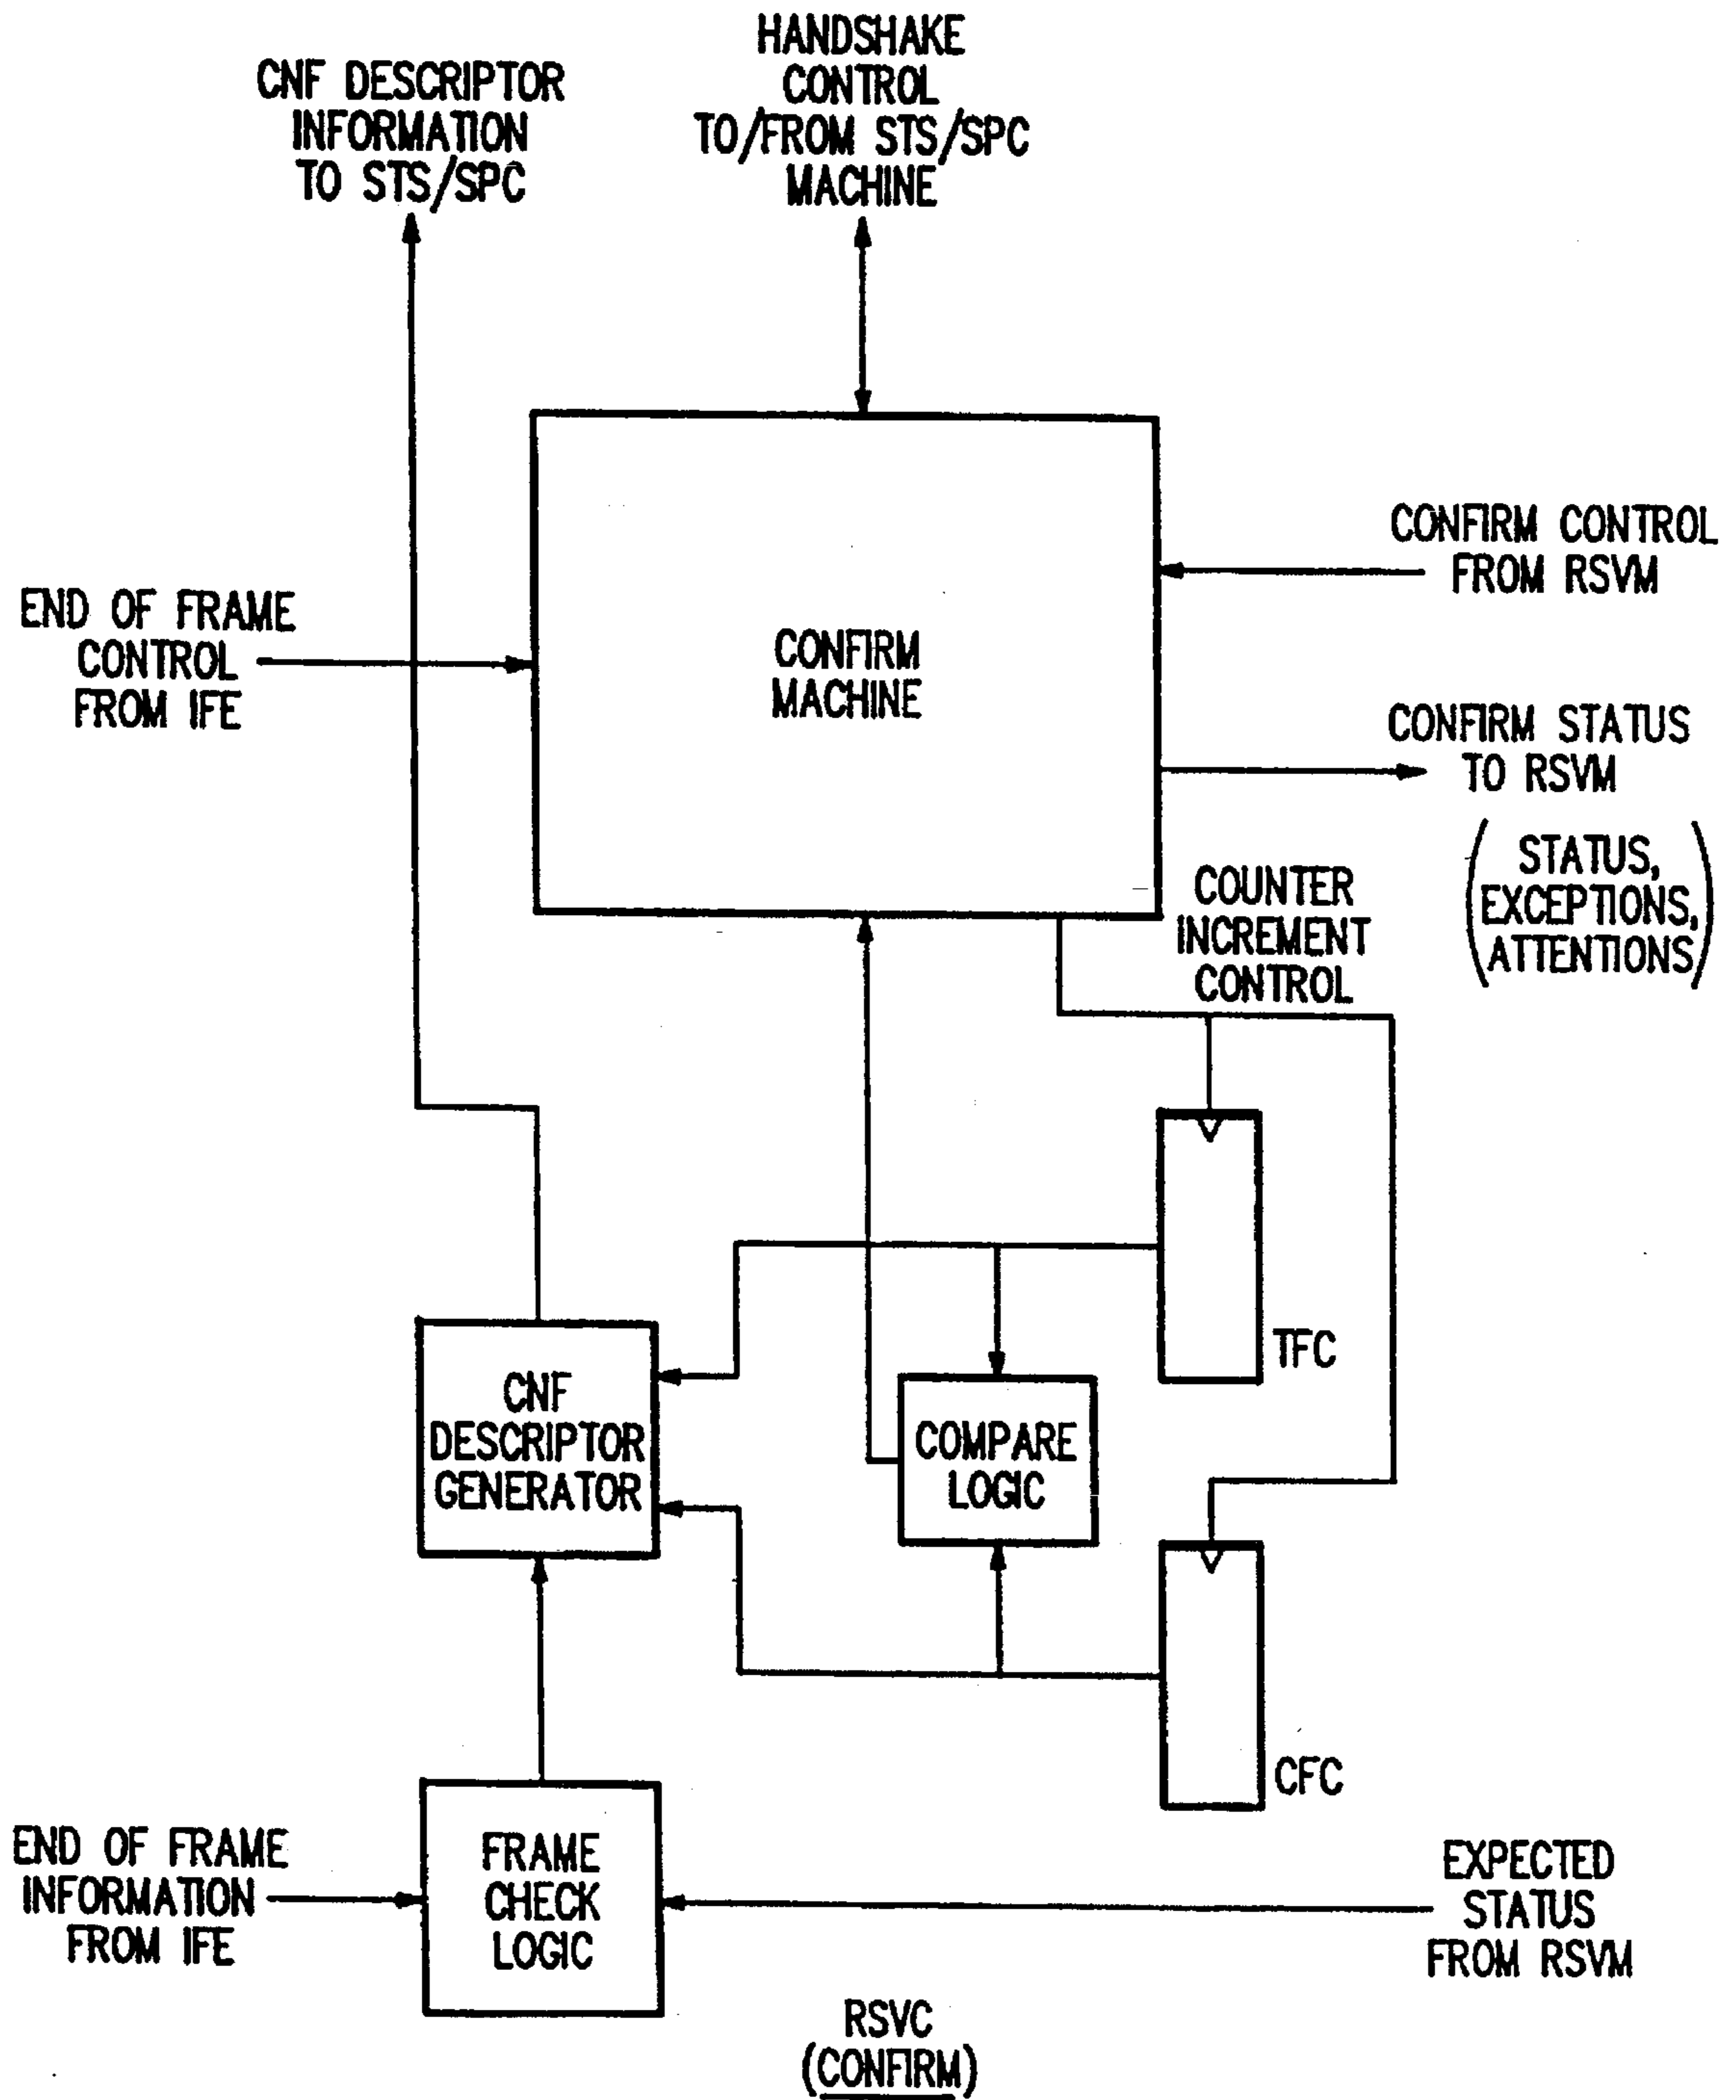 HANDSHAKE
CONTROL
TO/FROM STS/SPC
MACHINE
CNF DESCRIPTOR
INFORMATION
TO STS/SPC
CONFIRM CONTROL
FROM RSVM
END OF FRAME
CONTROL
FROM IFE
CONFIRM
MACHINE
CONFIRM STATUS
TO RSVM
(STATUS,
EXCEPTIONS,
ATTENTIONS)
COUNTER
INCREMENT
CONTROL
TFC
CNF
DESCRIPTOR
GENERATOR
COMPARE
LOGIC
CFC
END OF FRAME
INFORMATION
FROM IFE
FRAME
CHECK
LOGIC
EXPECTED
STATUS
FROM RSVM
RSVC
(CONFIRM)